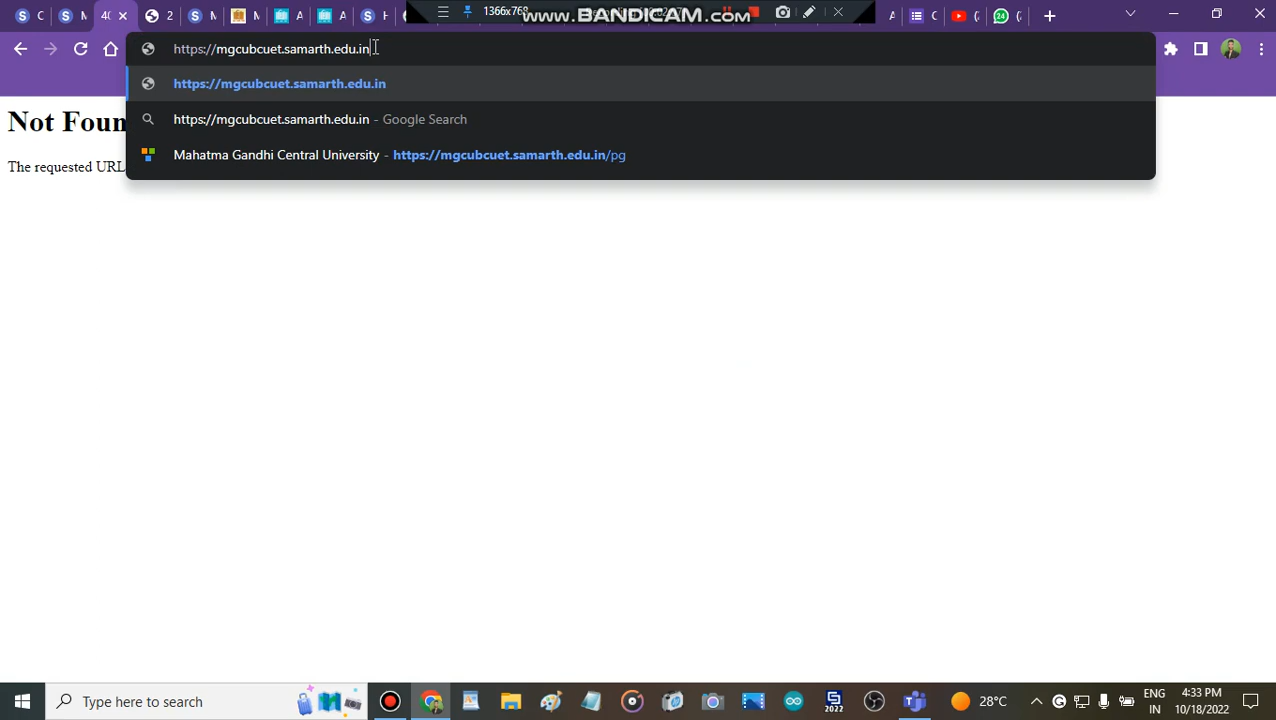 1366x768
www.BANDICAM.com
https://mgcubcuet.samarth.edu.in
https://mgcubcuet.samarth.edu.in
https://mgcubcuet.samarth.edu.in - Google Search
Mahatma Gandhi Central University - https://mgcubcuet.samarth.edu.in/pg
Not Foun
The requested URL
Type here to search
28°C
ENG
IN
4:33 PM
10/18/2022